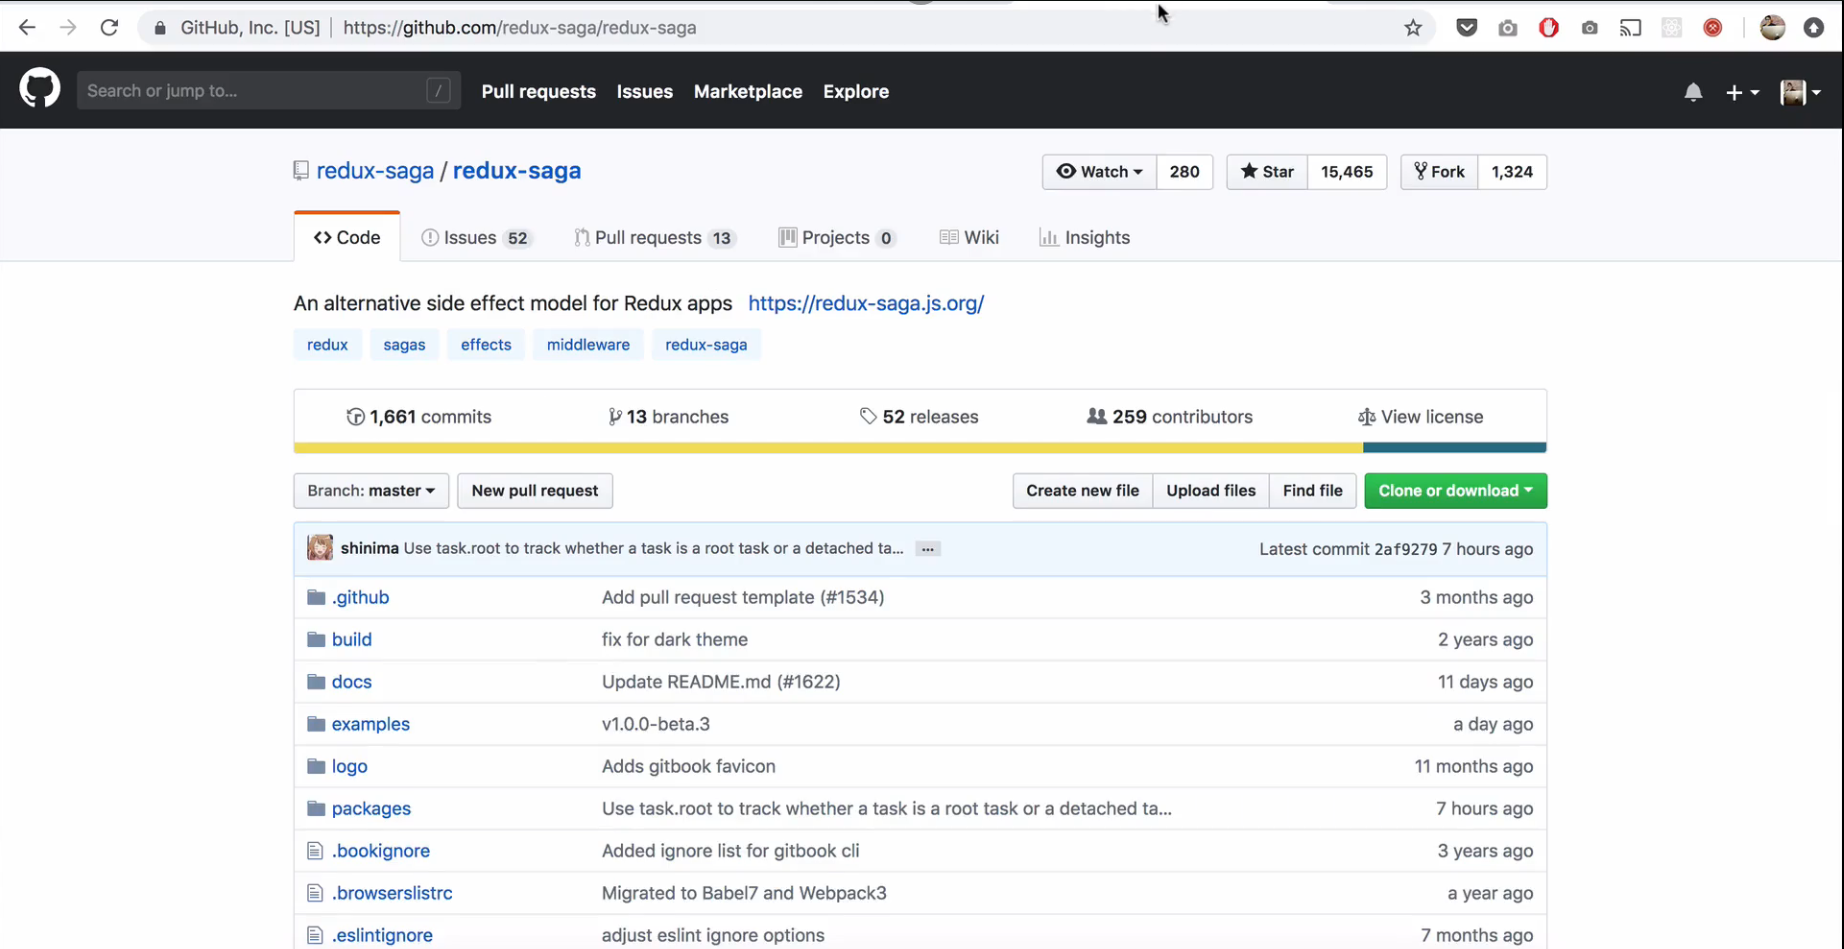 GitHub, Inc. [US] | https://github.com/redux-saga/redux-saga
Search or jump to... / Pull requests Issues Marketplace Explore
redux-saga / redux-saga Watch 280 Star 15,465 Fork 1,324
<> Code Issues 52 Pull requests 13 Projects 0 Wiki Insights
An alternative side effect model for Redux apps https://redux-saga.js.org/
redux sagas effects middleware redux-saga
1,661 commits 13 branches 52 releases 259 contributors View license
Branch: master New pull request Create new file Upload files Find file Clone or download
shinima Use task.root to track whether a task is a root task or a detached ta... ... Latest commit 2af9279 7 hours ago
.github Add pull request template (#1534) 3 months ago
build fix for dark theme 2 years ago
docs Update README.md (#1622) 11 days ago
examples v1.0.0-beta.3 a day ago
logo Adds gitbook favicon 11 months ago
packages Use task.root to track whether a task is a root task or a detached ta... 7 hours ago
.bookignore Added ignore list for gitbook cli 3 years ago
.browserslistrc Migrated to Babel7 and Webpack3 a year ago
.eslintignore adjust eslint ignore options 7 months ago